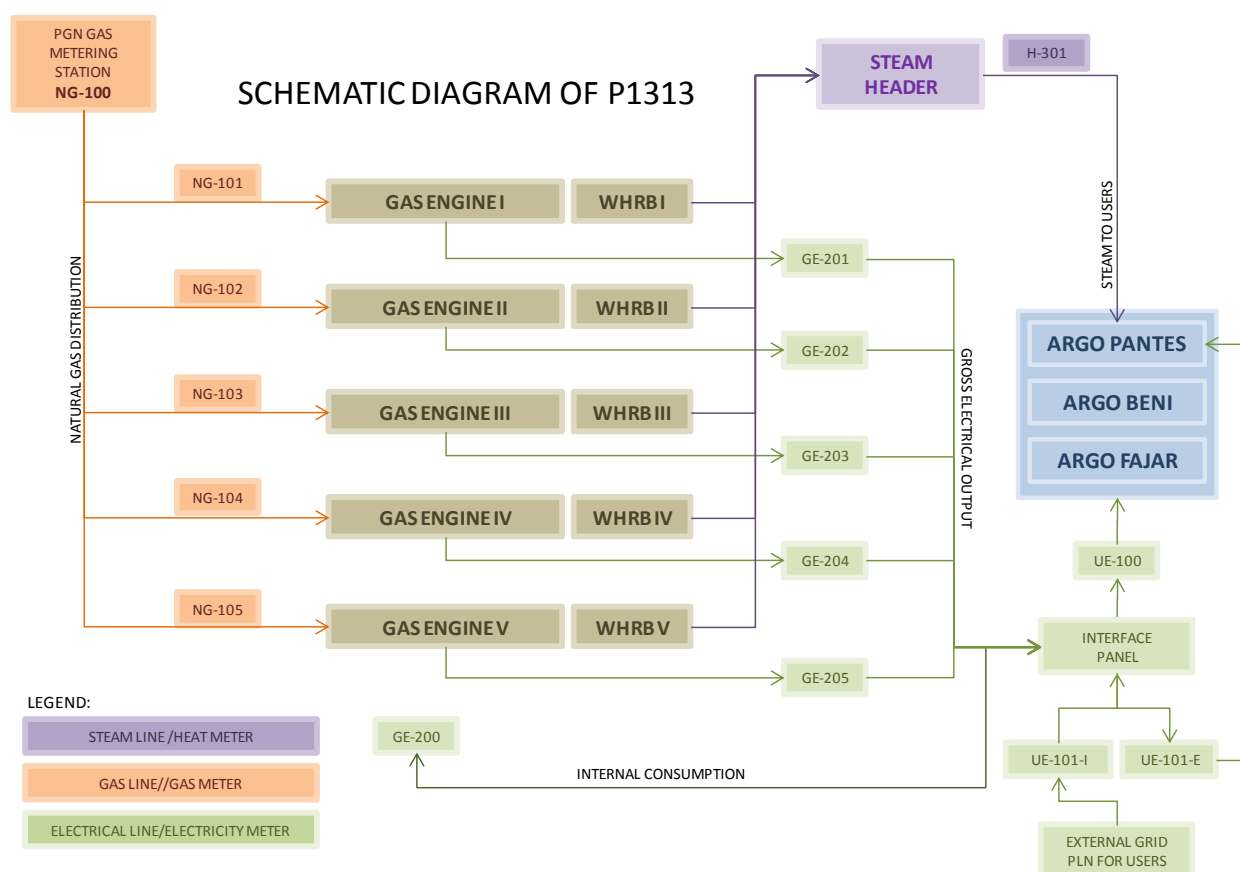 PGN GAS
METERING
STATION
NG-100
SCHEMATIC DIAGRAM OF P1313
STEAM
HEADER
H-301
NG-101
GAS ENGINE I
WHRB I
GE-201
NG-102
GAS ENGINE II
WHRB II
GE-202
NG-103
GAS ENGINE III
WHRB III
GE-203
NG-104
GAS ENGINE IV
WHRB IV
GE-204
NG-105
GAS ENGINE V
WHRB V
GE-205
NATURAL GAS DISTRIBUTION
GROSS ELECTRICAL OUTPUT
STEAM TO USERS
ARGO PANTES
ARGO BENI
ARGO FAJAR
UE-100
INTERFACE
PANEL
UE-101-I
UE-101-E
EXTERNAL GRID
PLN FOR USERS
GE-200
INTERNAL CONSUMPTION
LEGEND:
STEAM LINE /HEAT METER
GAS LINE//GAS METER
ELECTRICAL LINE/ELECTRICITY METER